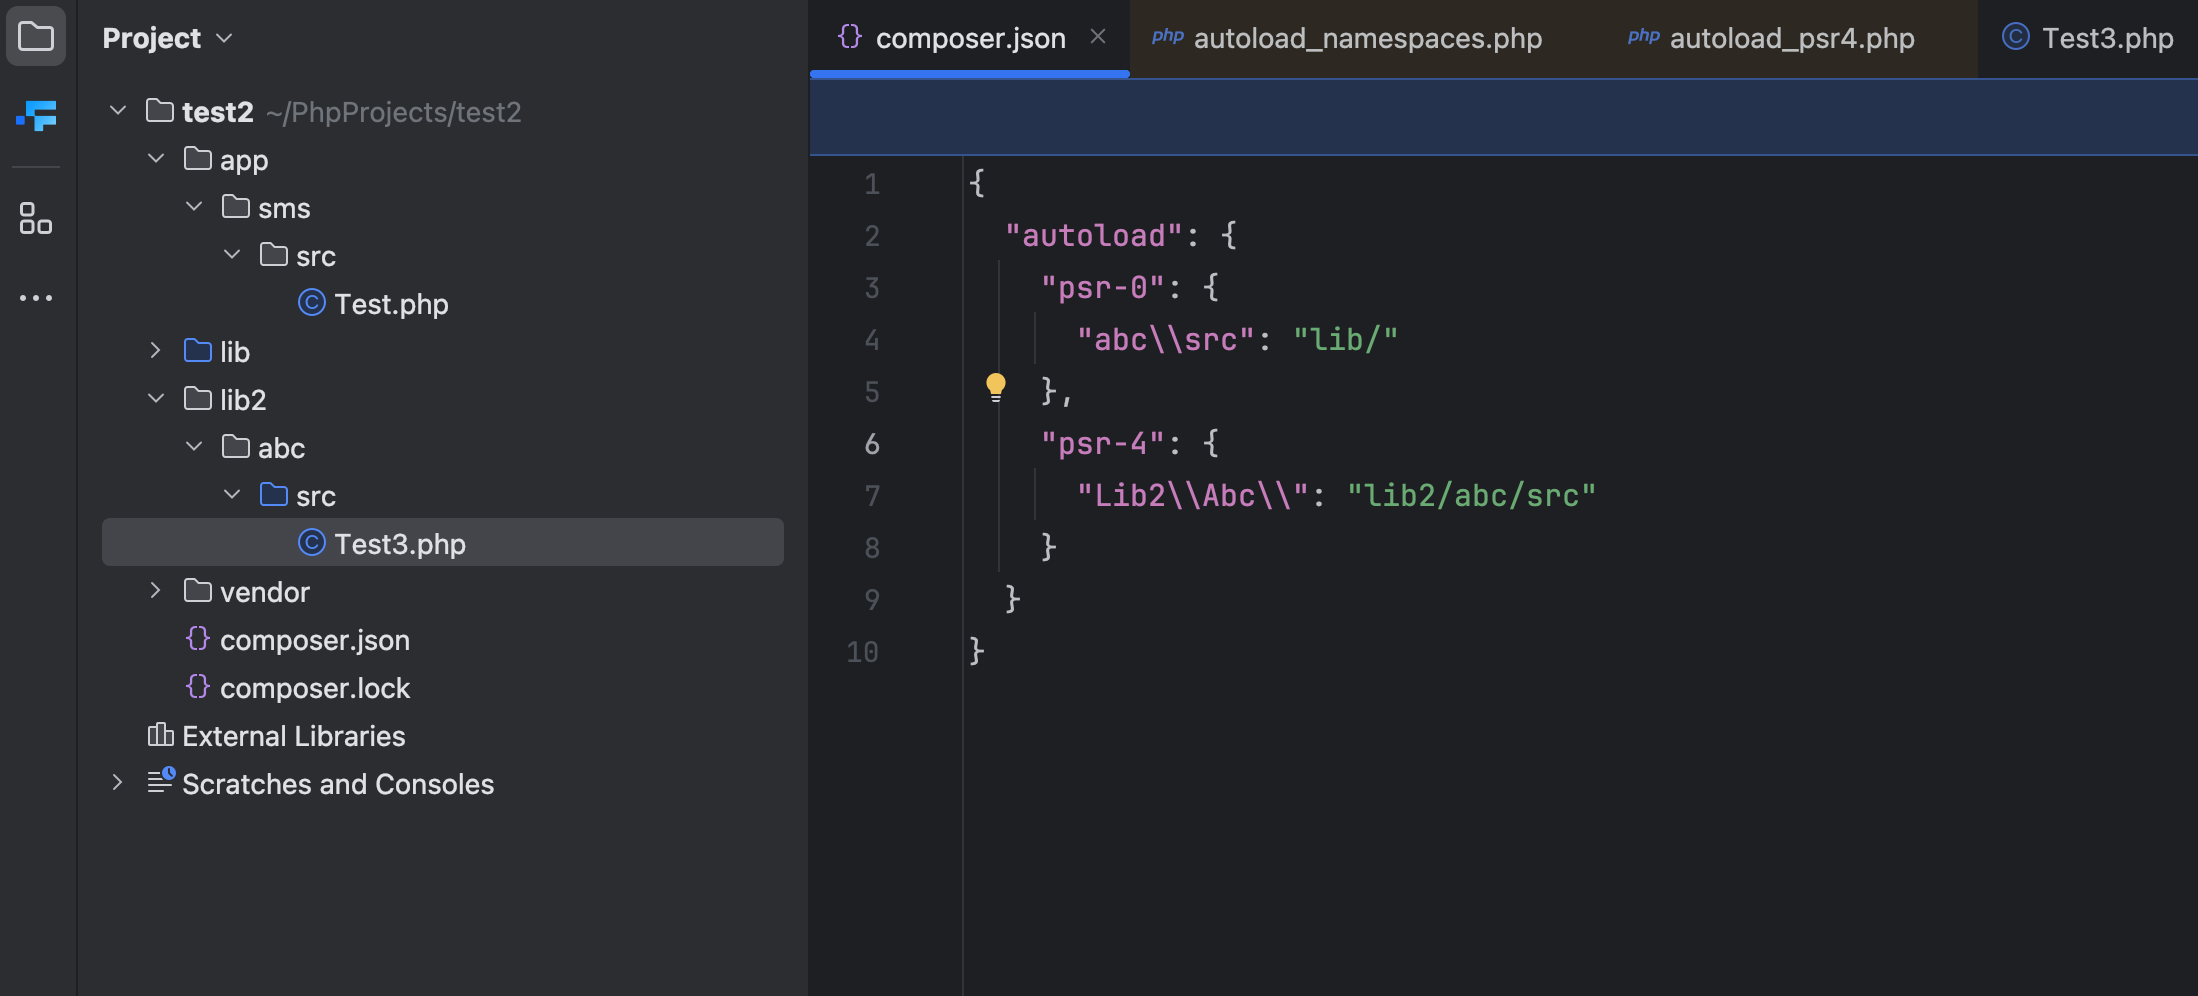 Project
test2 ~/PhpProjects/test2
app
sms
src
Test.php
lib
lib2
abc
src
Test3.php
vendor
{} composer.json
{} composer.lock
External Libraries
Scratches and Consoles
{} composer.json
php autoload_namespaces.php
php autoload_psr4.php
Test3.php
1 {
2 "autoload": {
3 "psr-0": {
4 "abc\\src": "lib/"
5 },
6 "psr-4": {
7 "Lib2\\Abc\\": "lib2/abc/src"
8 }
9 }
10 }